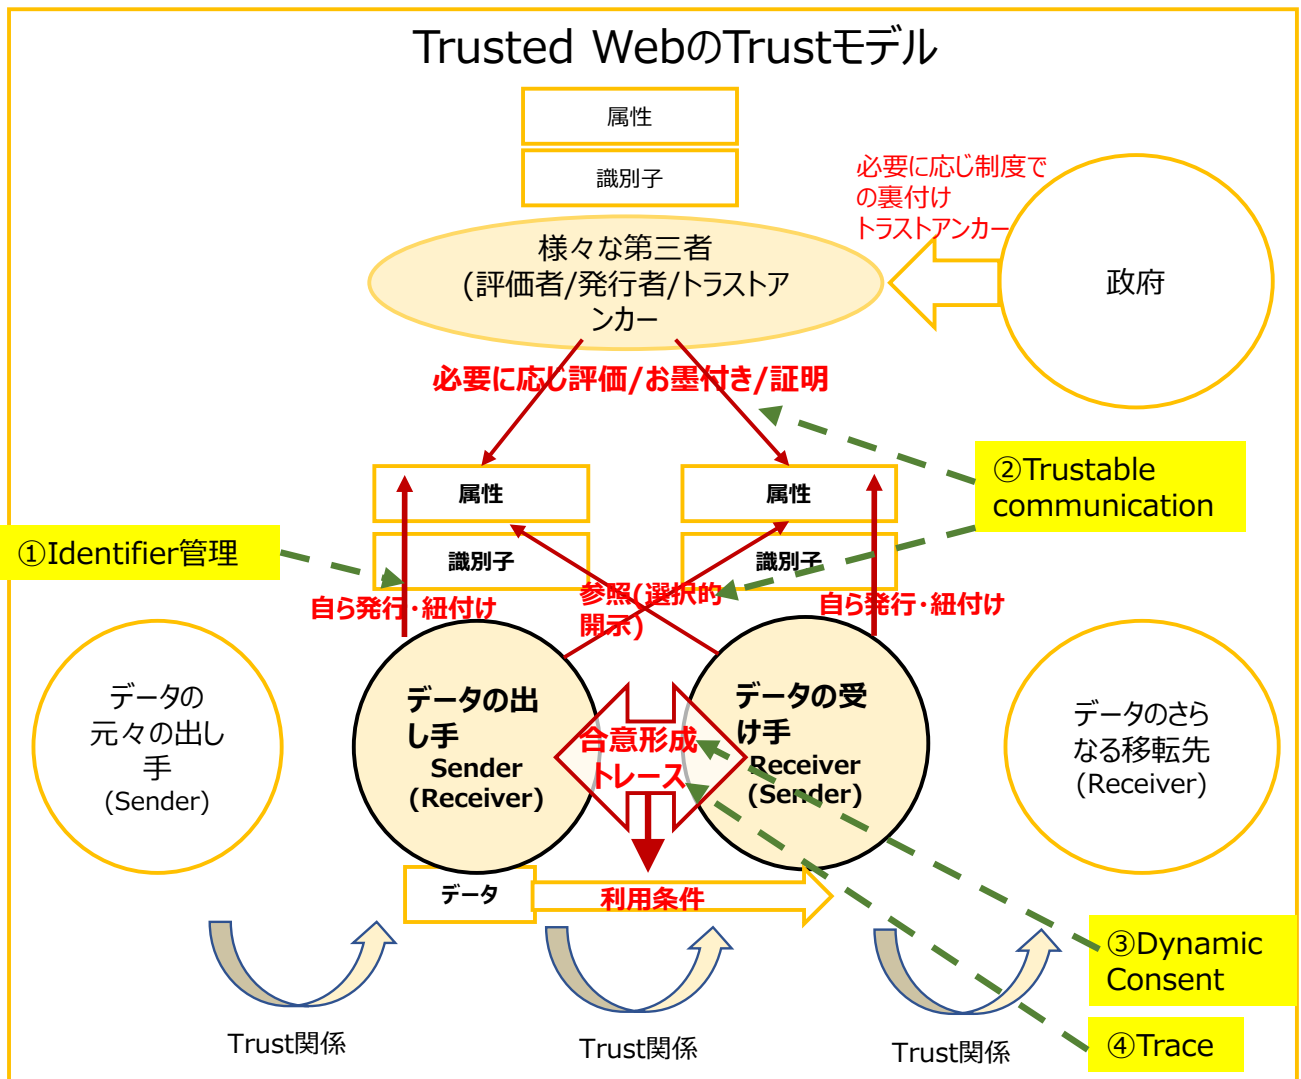 Trusted WebのTrustモデル
属性
識別子
必要に応じ制度で
の裏付け
トラストアンカー
様々な第三者
(評価者/発行者/トラストア
ンカー
政府
必要に応じ評価/お墨付き/証明
②Trustable
communication
属性
属性
①Identifier管理
識別子
識別子
自ら発行・紐付け
参照(選択的
開示)
自ら発行・紐付け
データの
元々の出し
手
(Sender)
データの出
し手
Sender
(Receiver)
合意形成
トレース
データの受
け手
Receiver
(Sender)
データのさら
なる移転先
(Receiver)
データ
利用条件
③Dynamic
Consent
④Trace
Trust関係
Trust関係
Trust関係